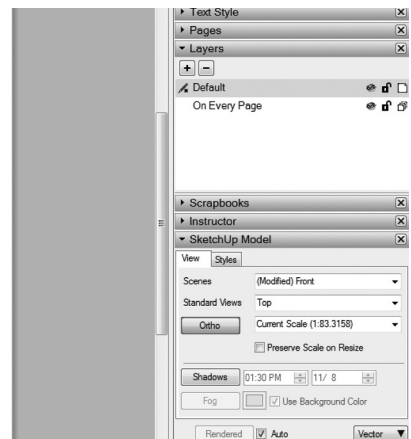 Text Style
Pages
Layers
Default
On Every Page
Scrapbooks
Instructor
SketchUp Model
View Styles
Scenes (Modified) Front
Standard Views Top
Ortho Current Scale (1:83.3158)
Preserve Scale on Resize
Shadows 01:30 PM 11/ 8
Fog Use Background Color
Rendered Auto Vector